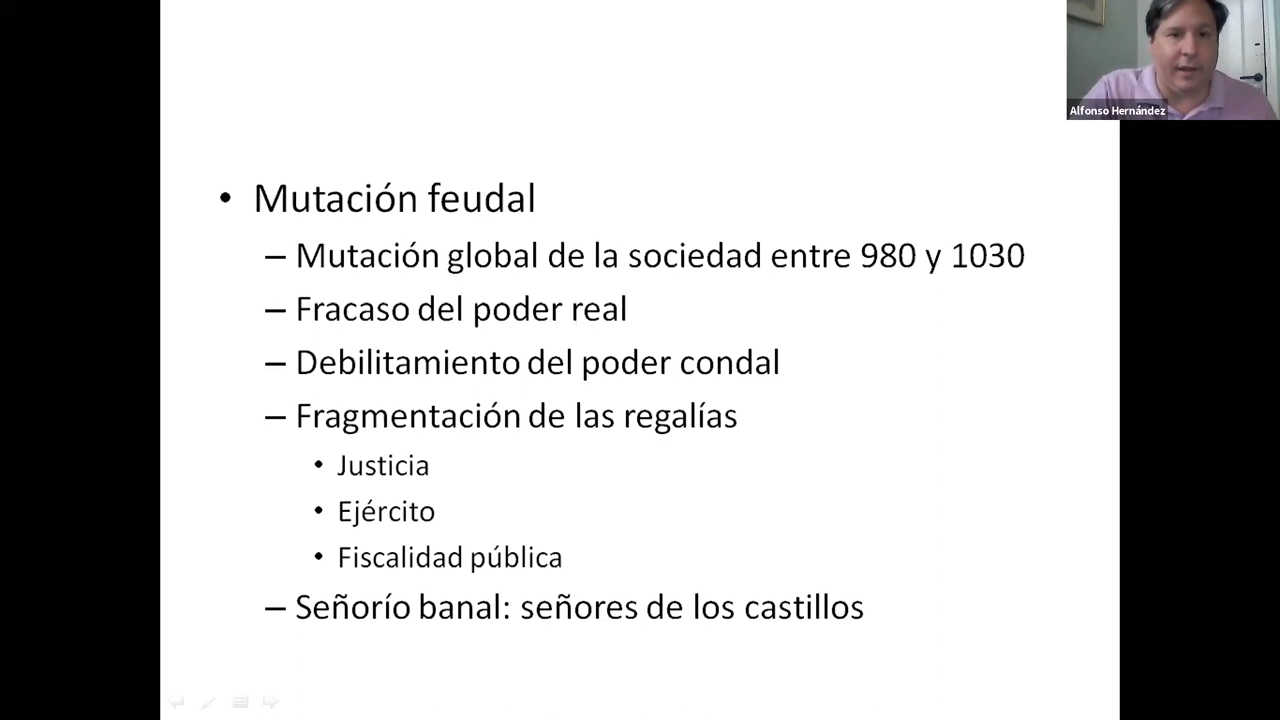 Alfonso Hernández
• Mutación feudal
– Mutación global de la sociedad entre 980 y 1030
– Fracaso del poder real
– Debilitamiento del poder condal
– Fragmentación de las regalías
• Justicia
• Ejército
• Fiscalidad pública
– Señorío banal: señores de los castillos